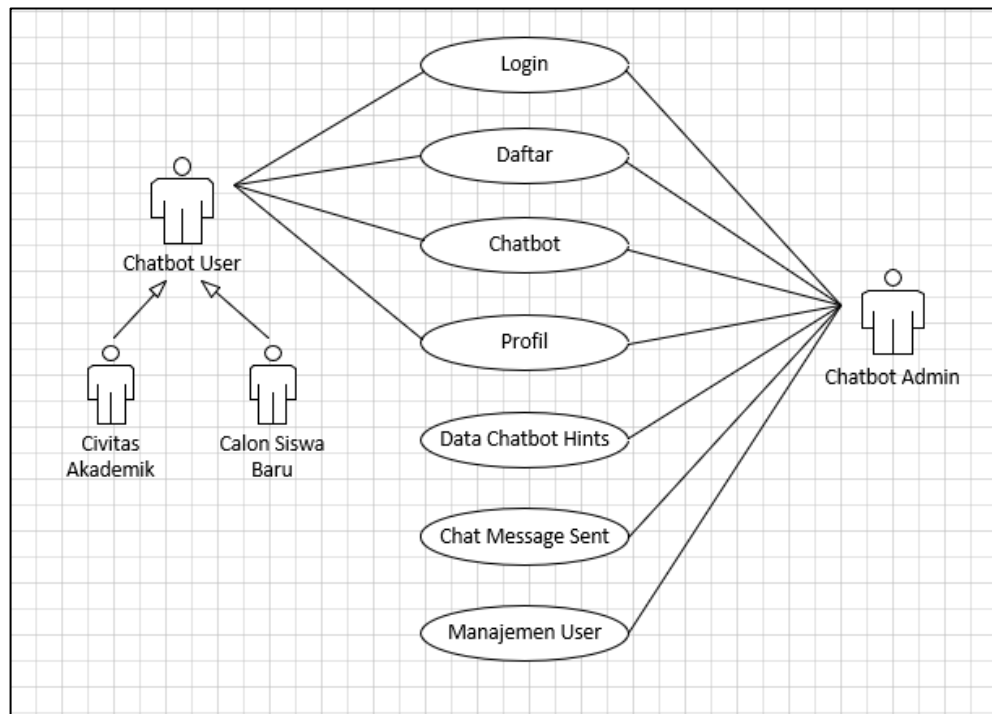 Login
Daftar
Chatbot
Profil
Data Chatbot Hints
Chat Message Sent
Manajemen User
Chatbot User
Civitas
Akademik
Calon Siswa
Baru
Chatbot Admin